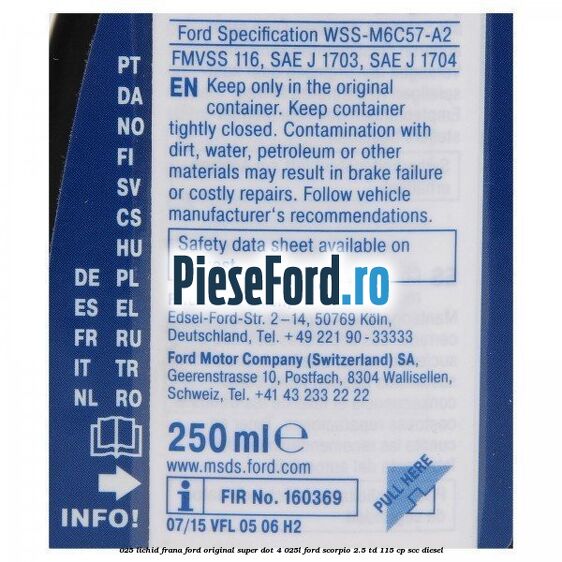 Ford Specification WSS-M6C57-A2
FMVSS 116, SAE J 1703, SAE J 1704
EN Keep only in the original
container. Keep container
tightly closed. Contamination with
dirt, water, petroleum or other
materials may result in brake failure
or costly repairs. Follow vehicle
manufacturer's recommendations.
Safety data sheet available on
PieseFord.ro
Edsel-Ford-Str. 2–14, 50769 Köln,
Deutschland, Tel. + 49 221 90 - 33333
Ford Motor Company (Switzerland) SA,
Geerenstrasse 10, Postfach, 8304 Wallisellen,
Schweiz, Tel. +41 43 233 22 22
250 ml e
www.msds.ford.com
i FIR No. 160369
07/15 VFL 05 06 H2
PULL HERE
PT
DA
NO
FI
SV
CS
HU
DE PL
ES EL
FR RU
IT TR
NL RO
INFO!
025 lichid frana ford original super dot 4 025l ford scorpio 2.5 td 115 cp scc diesel